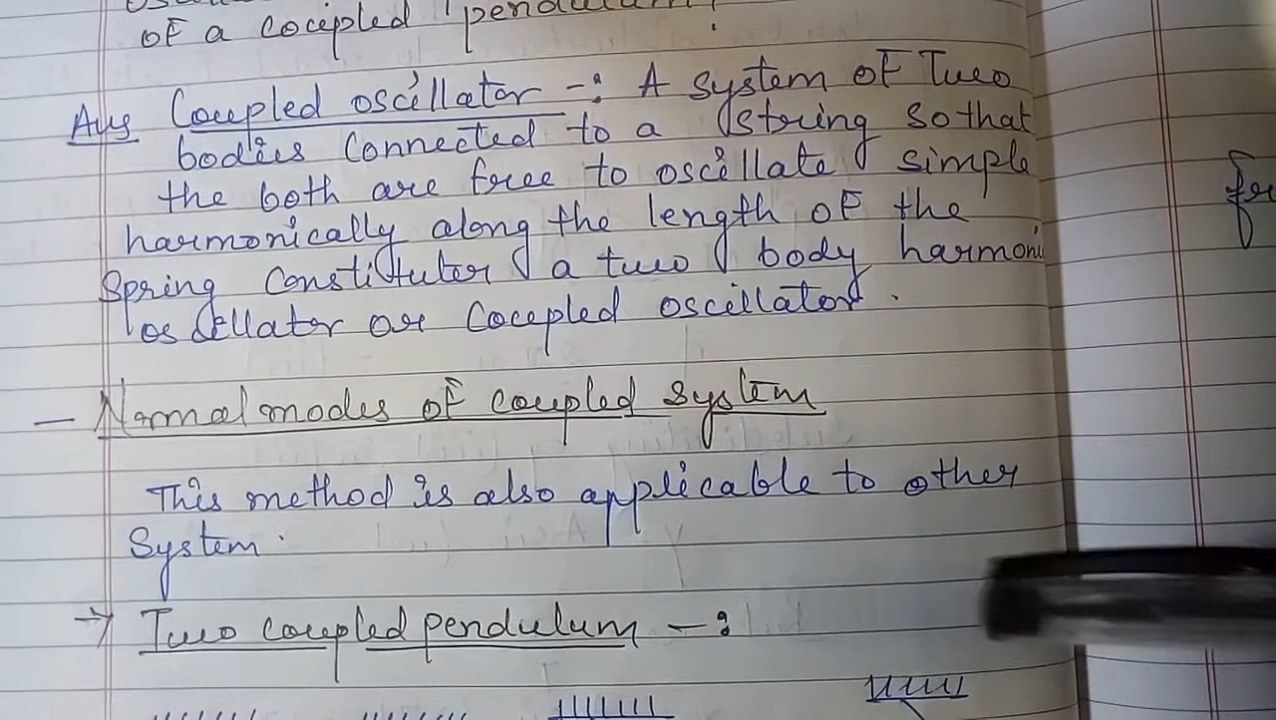 of a coupled pendulum?
Ans Coupled oscillator -: A system of Two
bodies connected to a string so that
the both are free to oscillate simple
harmonically along the length of the
spring constituter a two body harmonic
oscillator or coupled oscillator.
- Normal modes of coupled system
This method is also applicable to other
system.
→ Two coupled pendulum -: